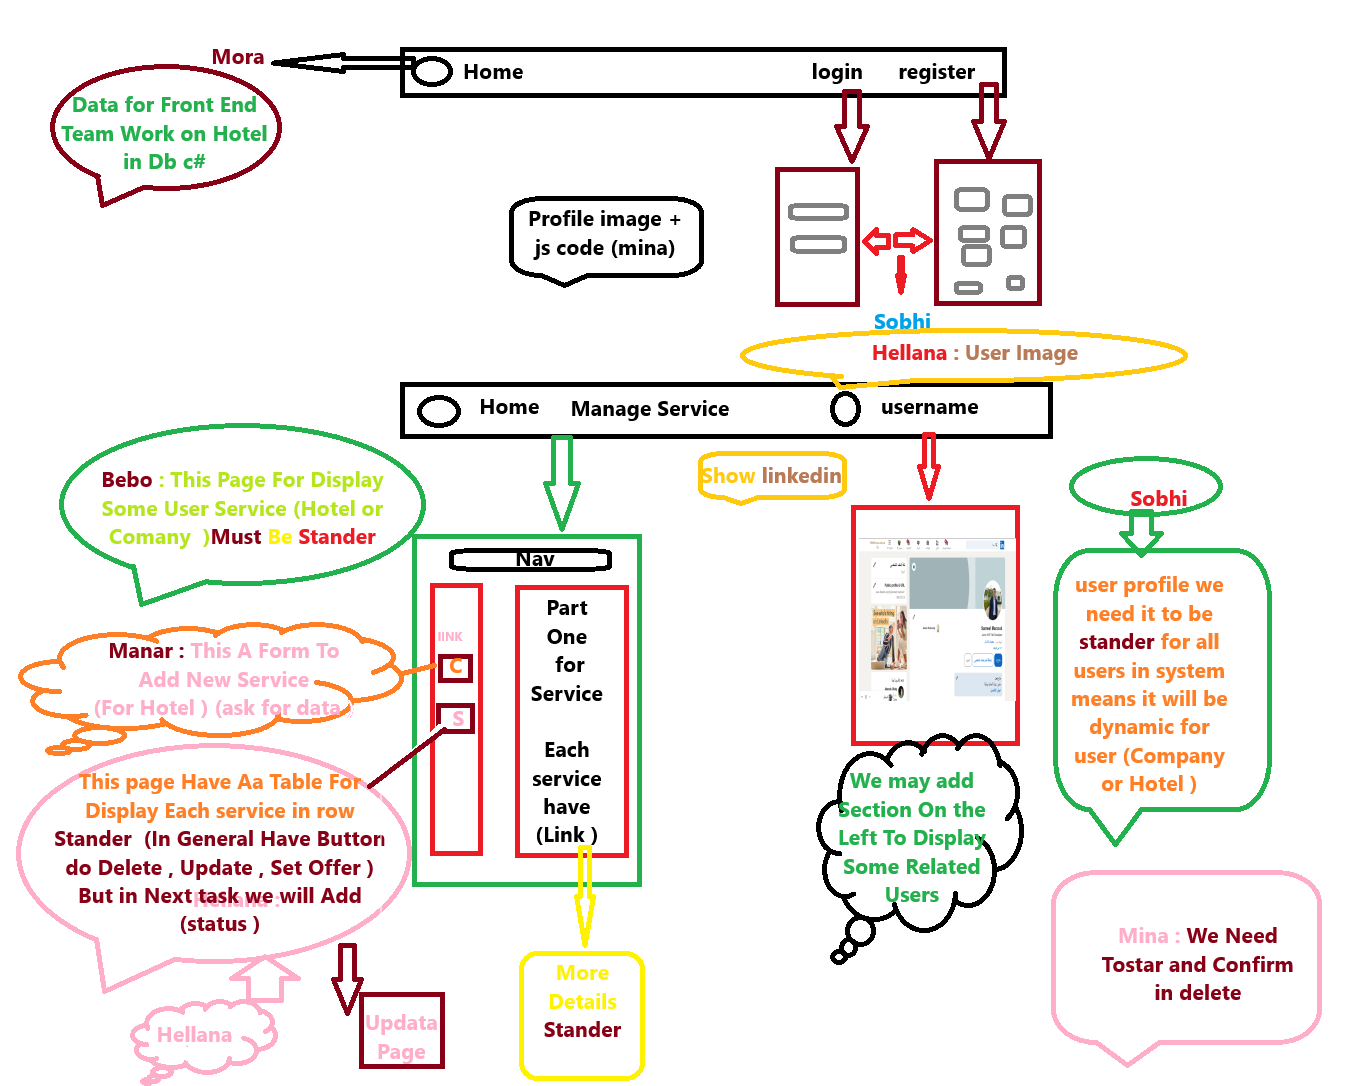 Mora
Home
login
register
Data for Front End
Team Work on Hotel
in Db c#
Profile image +
js code (mina)
Sobhi
Hellana : User Image
Home
Manage Service
username
Show linkedin
Bebo : This Page For Display
Some User Service (Hotel or
Comany )Must Be Stander
Sobhi
Nav
Part
One
for
Service
Each
service
have
(Link )
lINK
C
S
Manar : This A Form To
Add New Service
(For Hotel ) (ask for data )
user profile we
need it to be
stander for all
users in system
means it will be
dynamic for
user (Company
or Hotel )
This page Have Aa Table For
Display Each service in row
Stander (In General Have Button
do Delete , Update , Set Offer )
But in Next task we will Add
Hellana :
(status )
We may add
Section On the
Left To Display
Some Related
Users
Mina : We Need
Tostar and Confirm
in delete
More
Details
Stander
Hellana
Updata
Page